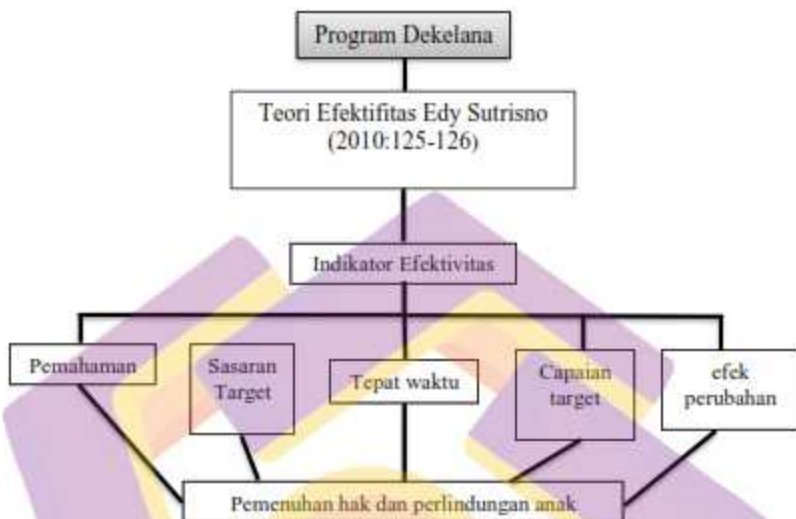 Program Dekelana
Teori Efektifitas Edy Sutrisno
(2010:125-126)
Indikator Efektivitas
Pemahaman
Sasaran
Target
Tepat waktu
Capaian
target
efek
perubahan
Pemenuhan hak dan perlindungan anak